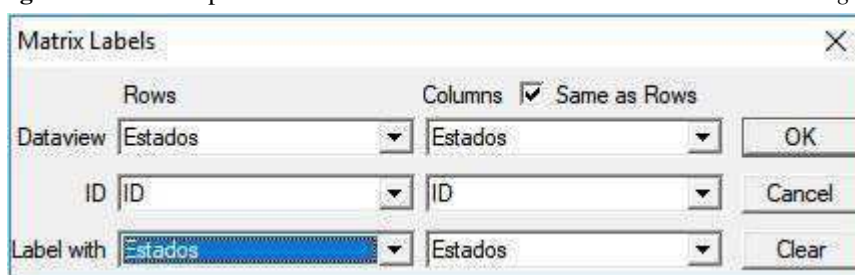 Matrix Labels
Rows Columns Same as Rows
Dataview Estados Estados OK
ID ID ID Cancel
Label with Estados Estados Clear